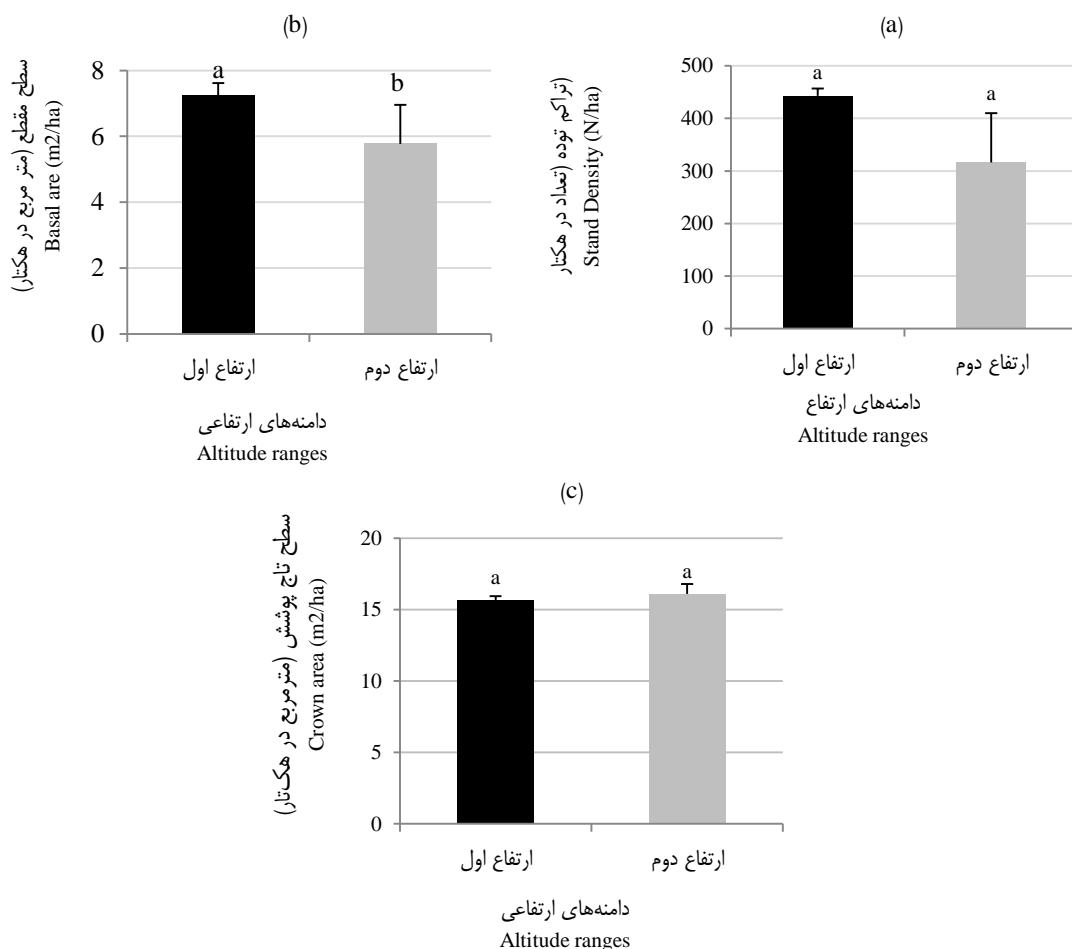 (a)
تراکم توده (تعداد در هکتار)
Stand Density (N/ha)
500
400
300
200
100
0
a
a
ارتفاع اول
ارتفاع دوم
دامنه‌های ارتفاع
Altitude ranges
(b)
سطح مقطع (متر مربع در هکتار)
Basal are (m2/ha)
8
6
4
2
0
a
b
ارتفاع اول
ارتفاع دوم
دامنه‌های ارتفاعی
Altitude ranges
(c)
سطح تاج پوشش (مترمربع در هکتار)
Crown area (m2/ha)
20
15
10
5
0
a
a
ارتفاع اول
ارتفاع دوم
دامنه‌های ارتفاعی
Altitude ranges